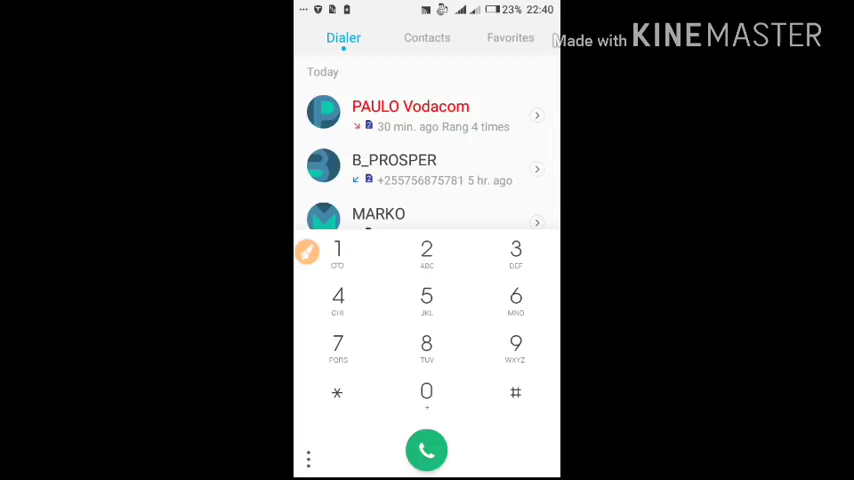 23% 22:40
Dialer Contacts Favorites
Made with KINEMASTER
Today
PAULO Vodacom
2 30 min. ago Rang 4 times
B_PROSPER
2 +255756875781 5 hr. ago
MARKO
1 2 3
ABC DEF
4 5 6
GHI JKL MNO
7 8 9
PQRS TUV WXYZ
* 0 #
+